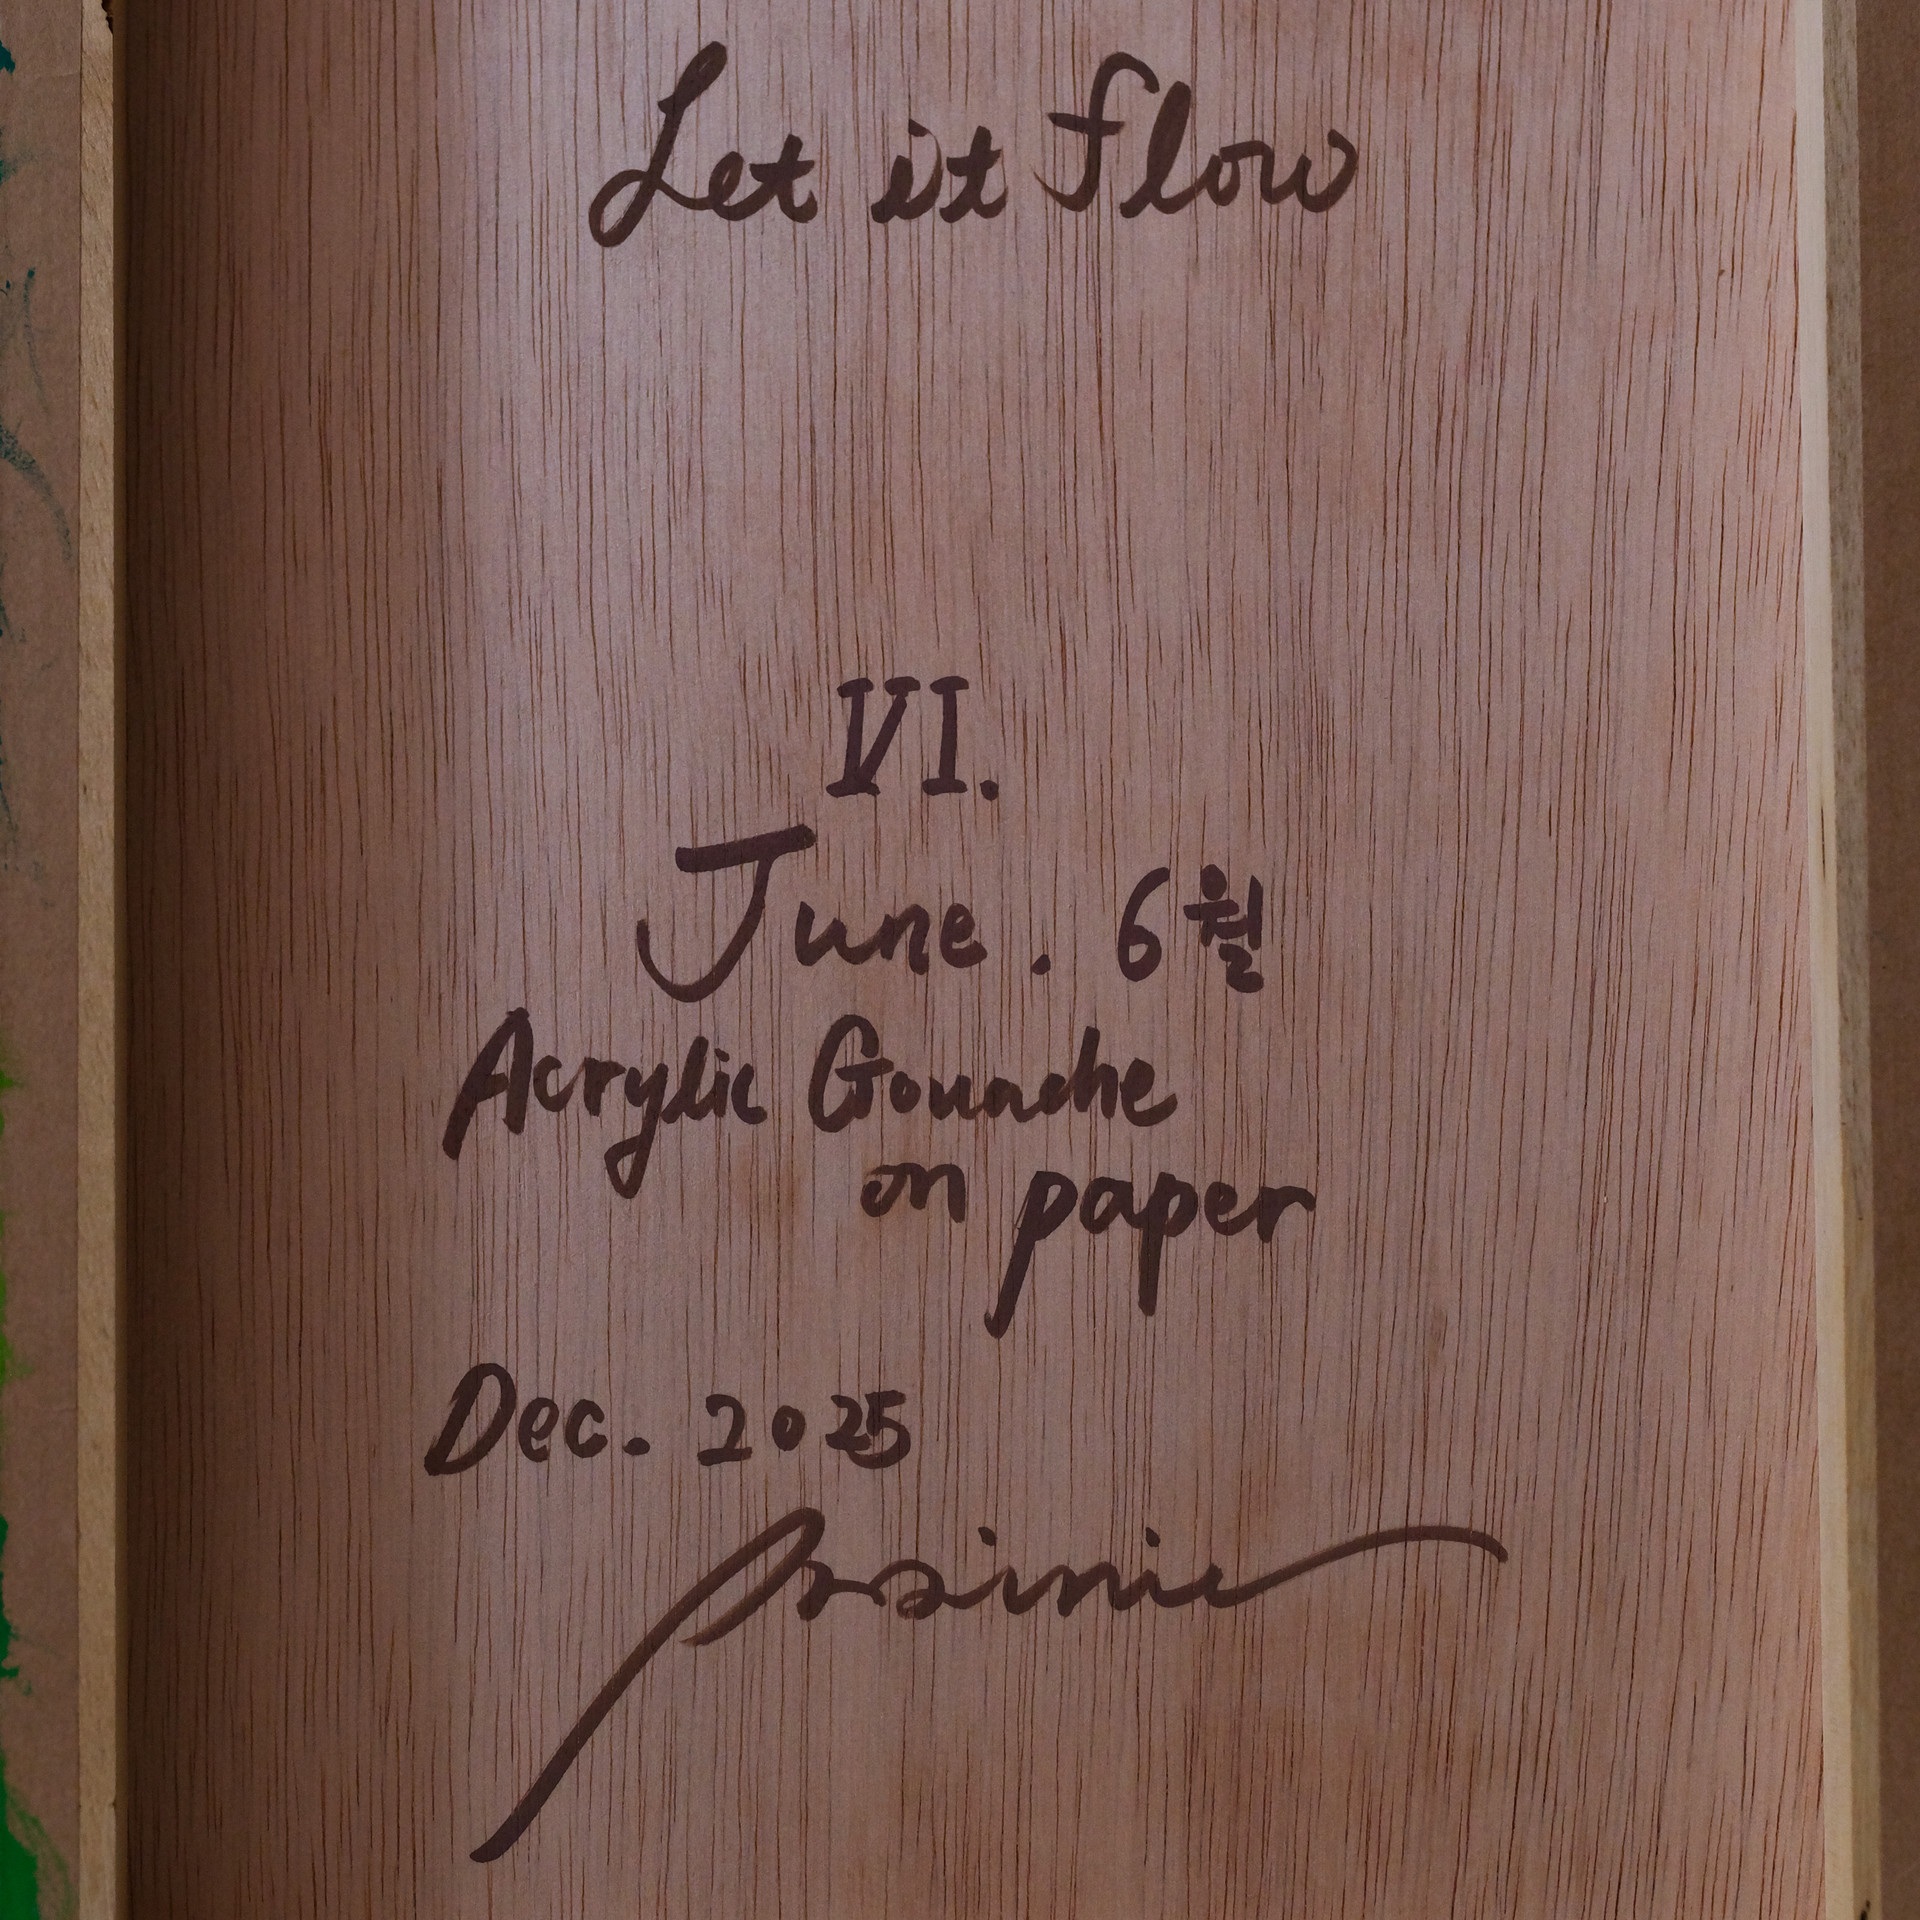 Let it flow
VI.
June . 6월
Acrylic Gouache
on paper
Dec. 2025